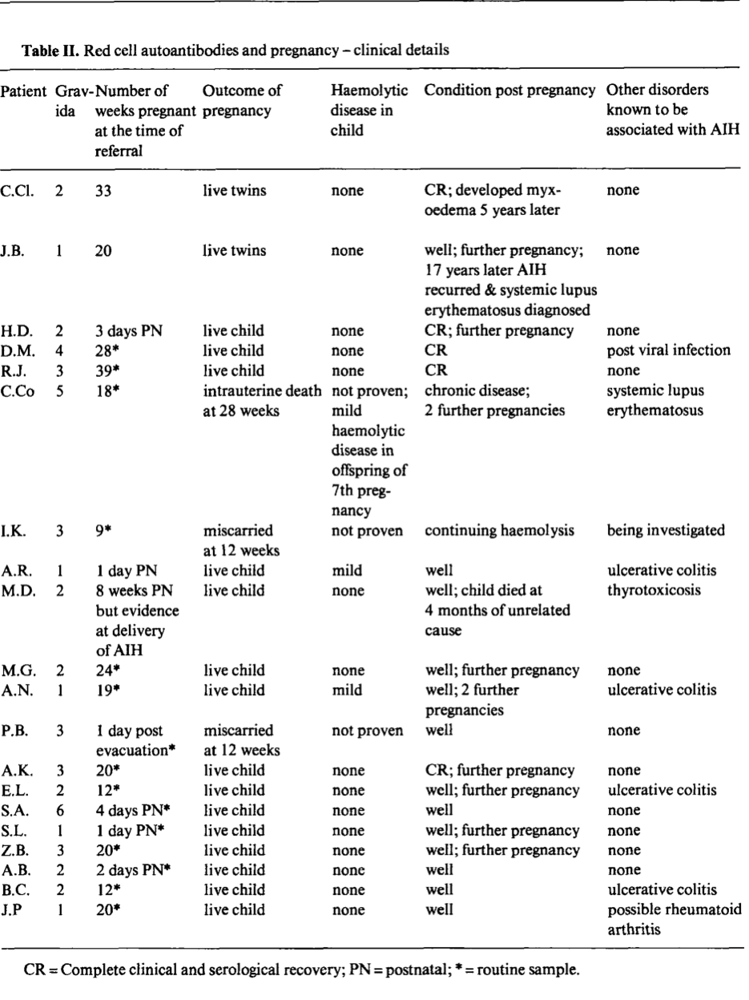 Table II. Red cell autoantibodies and pregnancy – clinical details
Patient Grav- Number of Outcome of Haemolytic Condition post pregnancy Other disorders
ida weeks pregnant pregnancy disease in known to be
at the time of child associated with AIH
referral
C.Cl. 2 33 live twins none CR; developed myx- none
oedema 5 years later
J.B. 1 20 live twins none well; further pregnancy; none
17 years later AIH
recurred & systemic lupus
erythematosus diagnosed
H.D. 2 3 days PN live child none CR; further pregnancy none
D.M. 4 28* live child none CR post viral infection
R.J. 3 39* live child none CR none
C.Co 5 18* intrauterine death not proven; chronic disease; systemic lupus
at 28 weeks mild 2 further pregnancies erythematosus
haemolytic
disease in
offspring of
7th preg-
nancy
I.K. 3 9* miscarried not proven continuing haemolysis being investigated
at 12 weeks
A.R. 1 1 day PN live child mild well ulcerative colitis
M.D. 2 8 weeks PN live child none well; child died at thyrotoxicosis
but evidence 4 months of unrelated
at delivery cause
of AIH
M.G. 2 24* live child none well; further pregnancy none
A.N. 1 19* live child mild well; 2 further ulcerative colitis
pregnancies
P.B. 3 1 day post miscarried not proven well none
evacuation* at 12 weeks
A.K. 3 20* live child none CR; further pregnancy none
E.L. 2 12* live child none well; further pregnancy ulcerative colitis
S.A. 6 4 days PN* live child none well none
S.L. 1 1 day PN* live child none well; further pregnancy none
Z.B. 3 20* live child none well; further pregnancy none
A.B. 2 2 days PN* live child none well none
B.C. 2 12* live child none well ulcerative colitis
J.P 1 20* live child none well possible rheumatoid
arthritis
CR = Complete clinical and serological recovery; PN = postnatal; * = routine sample.